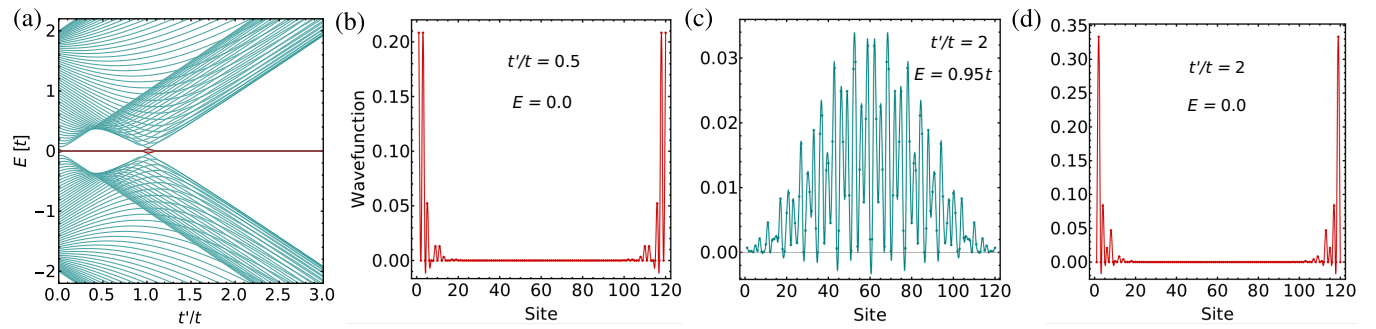 (a)
2
1
0
−1
−2
E [t]
0.0 0.5 1.0 1.5 2.0 2.5 3.0
t'/t
(b)
0.20
0.15
0.10
0.05
0.00
Wavefunction
t'/t = 0.5
E = 0.0
0 20 40 60 80 100 120
Site
(c)
0.03
0.02
0.01
0.00
t'/t = 2
E = 0.95t
0 20 40 60 80 100 120
Site
(d)
0.35
0.30
0.25
0.20
0.15
0.10
0.05
0.00
t'/t = 2
E = 0.0
0 20 40 60 80 100 120
Site